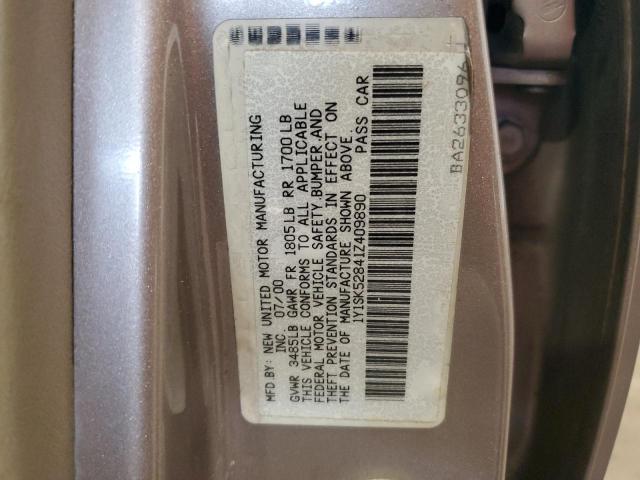 MFD BY: NEW UNITED MOTOR MANUFACTURING
INC. 07/00
GVWR 3485LB GAWR FR 1805LB RR 1700LB
THIS VEHICLE CONFORMS TO ALL APPLICABLE
FEDERAL MOTOR VEHICLE SAFETY.BUMPER.AND
THEFT PREVENTION STANDARDS IN EFFECT ON
THE DATE OF MANUFACTURE SHOWN ABOVE.
1Y1SK52841Z409890 PASS CAR